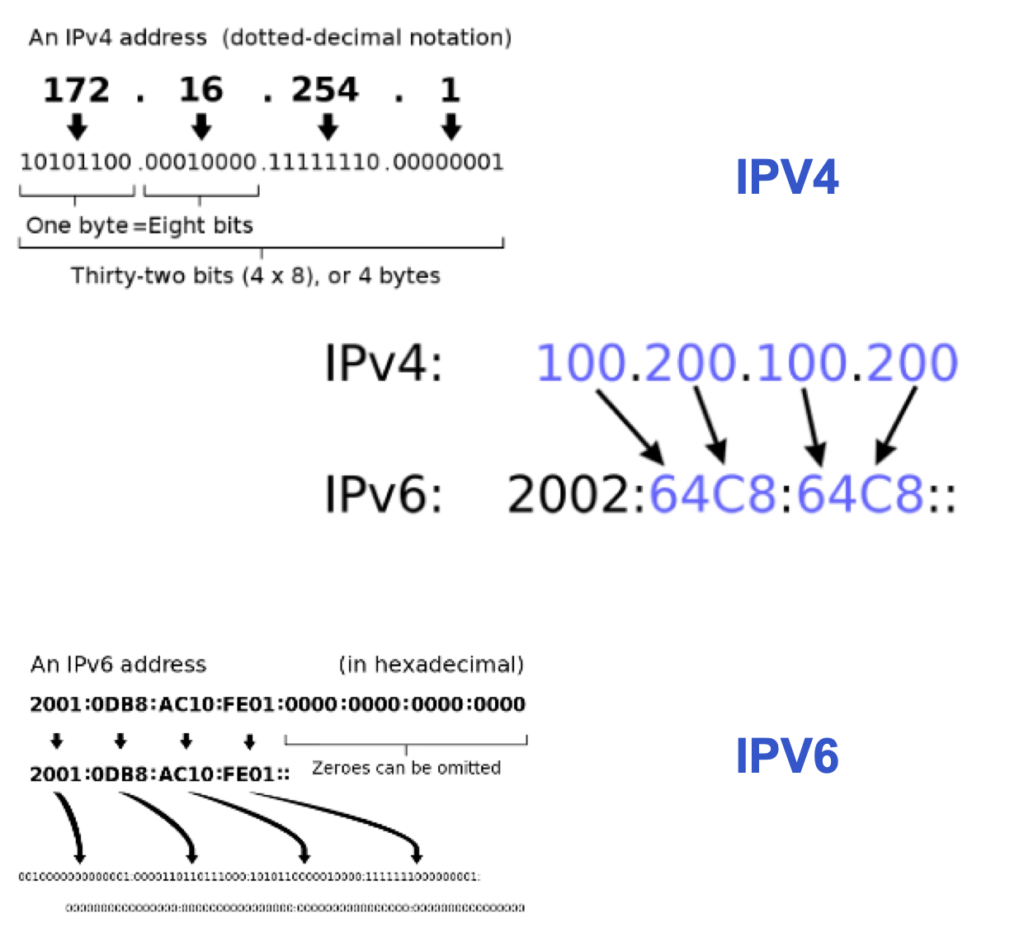 An IPv4 address (dotted-decimal notation)
172 . 16 . 254 . 1
10101100 .00010000 .11111110 .00000001
IPV4
One byte =Eight bits
Thirty-two bits (4 x 8), or 4 bytes
IPv4: 100.200.100.200
IPv6: 2002:64C8:64C8::
An IPv6 address (in hexadecimal)
2001:0DB8:AC10:FE01:0000:0000:0000:0000
2001:0DB8:AC10:FE01:: Zeroes can be omitted
IPV6
0010000000000001:0000110110111000:1010110000010000:1111111000000001:
0000000000000000:0000000000000000:0000000000000000:0000000000000000